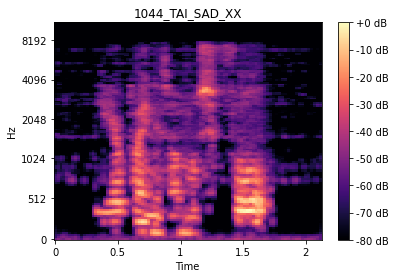 1044_TAI_SAD_XX
Hz
8192
4096
2048
1024
512
0
0
0.5
1
1.5
2
Time
+0 dB
-10 dB
-20 dB
-30 dB
-40 dB
-50 dB
-60 dB
-70 dB
-80 dB